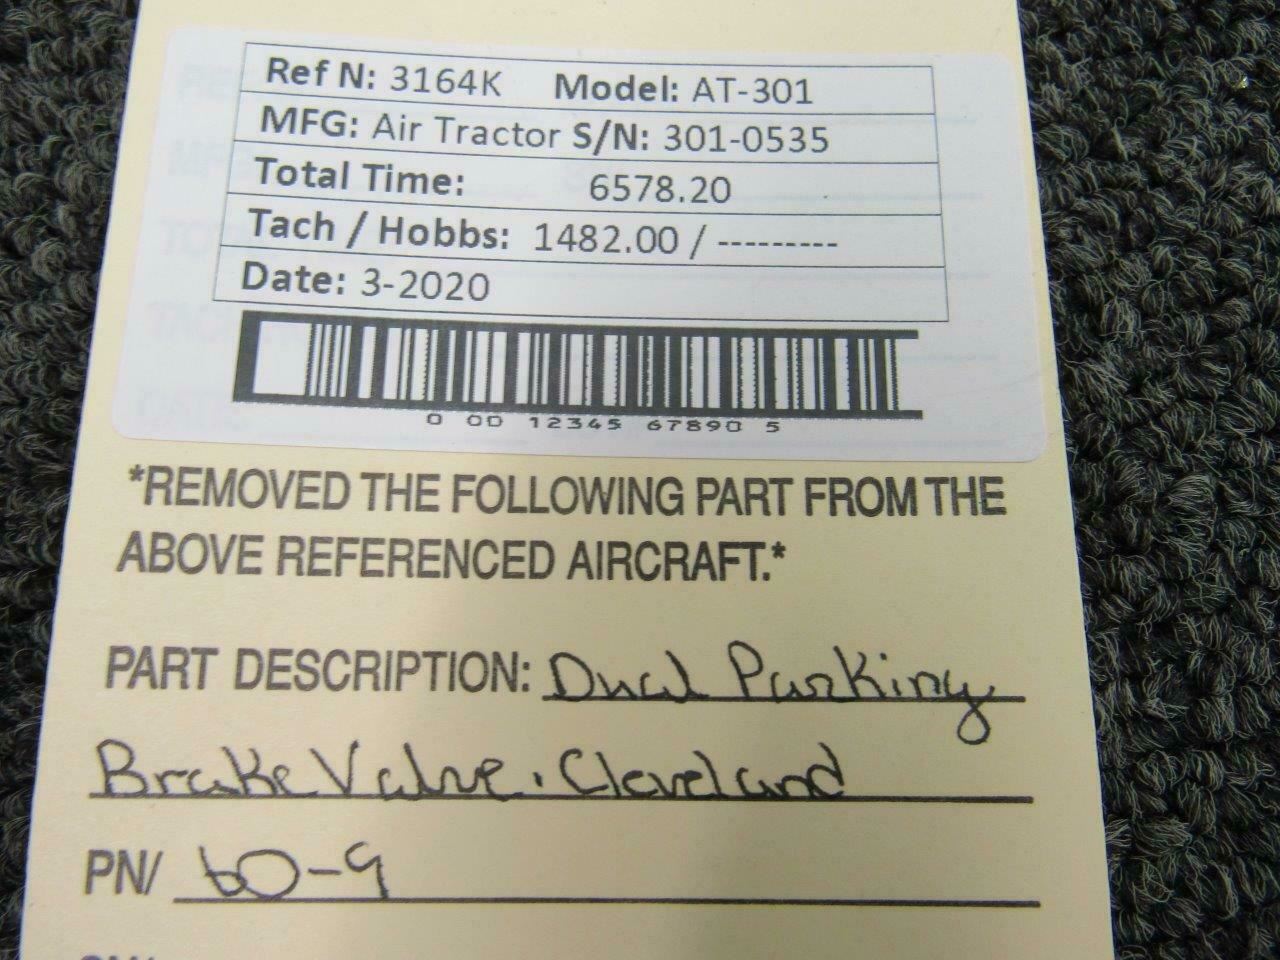 Ref N: 3164K Model: AT-301
MFG: Air Tractor S/N: 301-0535
Total Time: 6578.20
Tach / Hobbs: 1482.00 / ---------
Date: 3-2020
0 00 12345 67890 5
*REMOVED THE FOLLOWING PART FROM THE
ABOVE REFERENCED AIRCRAFT.*
PART DESCRIPTION: Dual Parking
Brake Valve. Cleveland
PN/ 60-9